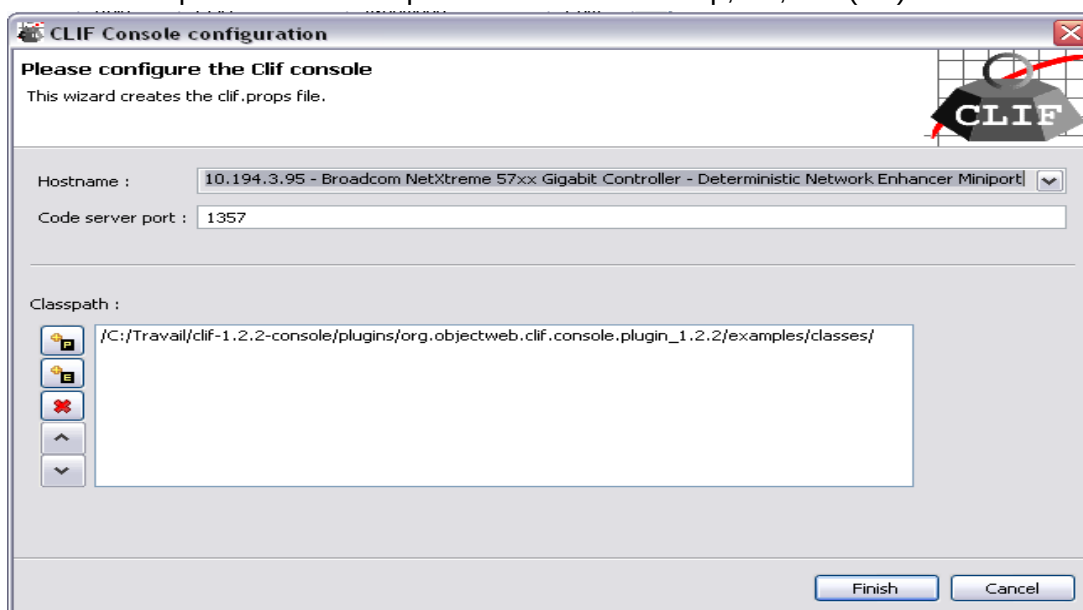 CLIF Console configuration
Please configure the Clif console
This wizard creates the clif.props file.
CLIF
Hostname : 10.194.3.95 - Broadcom NetXtreme 57xx Gigabit Controller - Deterministic Network Enhancer Miniport
Code server port : 1357
Classpath :
/C:/Travail/clif-1.2.2-console/plugins/org.objectweb.clif.console.plugin_1.2.2/examples/classes/
P
E
Finish Cancel